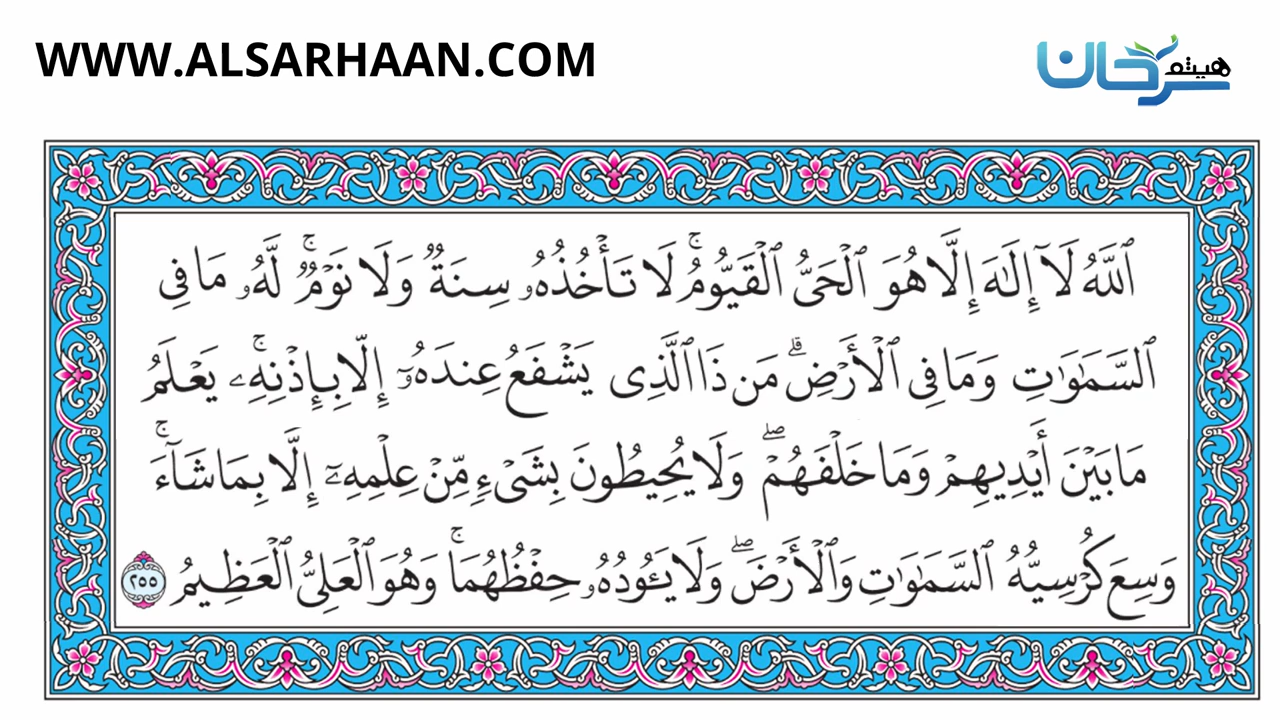 WWW.ALSARHAAN.COM
هيثم سرحان
ٱللَّهُ لَآ إِلَٰهَ إِلَّا هُوَ ٱلْحَىُّ ٱلْقَيُّومُ ۚ لَا تَأْخُذُهُۥ سِنَةٌ وَلَا نَوْمٌ ۚ لَّهُۥ مَا فِى
ٱلسَّمَٰوَٰتِ وَمَا فِى ٱلْأَرْضِ ۗ مَن ذَا ٱلَّذِى يَشْفَعُ عِندَهُۥٓ إِلَّا بِإِذْنِهِۦ ۚ يَعْلَمُ
مَا بَيْنَ أَيْدِيهِمْ وَمَا خَلْفَهُمْ ۖ وَلَا يُحِيطُونَ بِشَىْءٍ مِّنْ عِلْمِهِۦٓ إِلَّا بِمَا شَآءَ ۚ
وَسِعَ كُرْسِيُّهُ ٱلسَّمَٰوَٰتِ وَٱلْأَرْضَ ۖ وَلَا يَـُٔودُهُۥ حِفْظُهُمَا ۚ وَهُوَ ٱلْعَلِىُّ ٱلْعَظِيمُ ٢٥٥